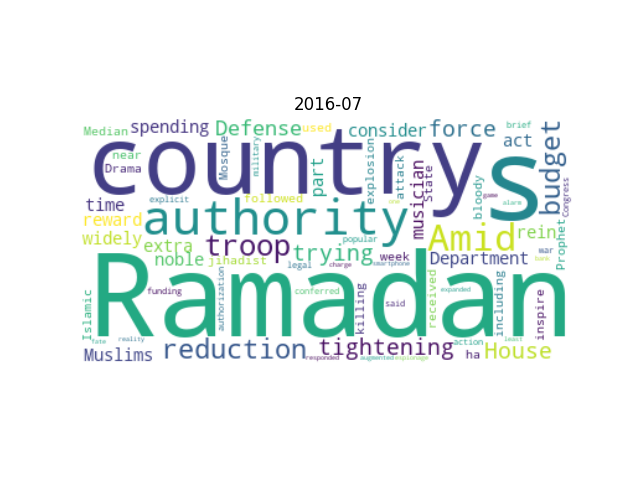 2016-07
Median spending Defense used consider force brief act budget
near Drama Mosque military explosion attack musician State bloody
country s
time explicit followed part Congress
reward authority Amid rein Prophet
widely extra troop trying popular week Department war
noble jihadist legal charge smartphone
Ramadan
Islamic funding authorization conferred killing said received expanded including inspire
game alarm
fate reality action least
Muslims reduction responded augmented espionage tightening ha House